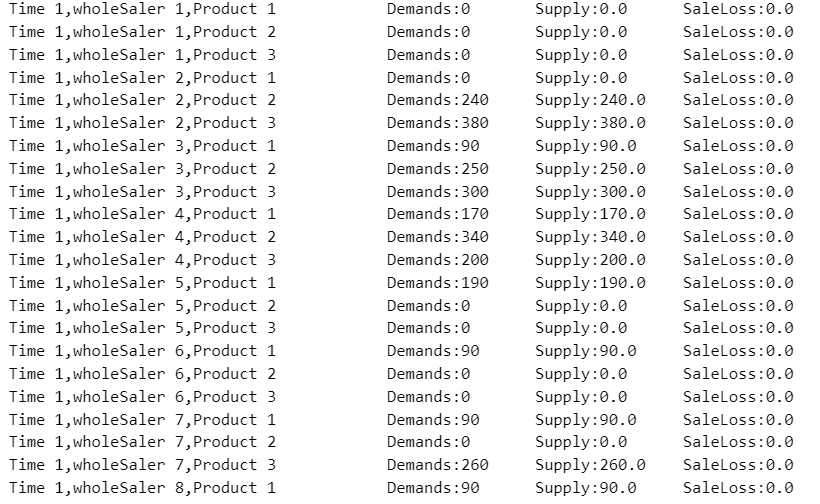 Time 1,wholeSaler 1,Product 1 Demands:0 Supply:0.0 SaleLoss:0.0
Time 1,wholeSaler 1,Product 2 Demands:0 Supply:0.0 SaleLoss:0.0
Time 1,wholeSaler 1,Product 3 Demands:0 Supply:0.0 SaleLoss:0.0
Time 1,wholeSaler 2,Product 1 Demands:0 Supply:0.0 SaleLoss:0.0
Time 1,wholeSaler 2,Product 2 Demands:240 Supply:240.0 SaleLoss:0.0
Time 1,wholeSaler 2,Product 3 Demands:380 Supply:380.0 SaleLoss:0.0
Time 1,wholeSaler 3,Product 1 Demands:90 Supply:90.0 SaleLoss:0.0
Time 1,wholeSaler 3,Product 2 Demands:250 Supply:250.0 SaleLoss:0.0
Time 1,wholeSaler 3,Product 3 Demands:300 Supply:300.0 SaleLoss:0.0
Time 1,wholeSaler 4,Product 1 Demands:170 Supply:170.0 SaleLoss:0.0
Time 1,wholeSaler 4,Product 2 Demands:340 Supply:340.0 SaleLoss:0.0
Time 1,wholeSaler 4,Product 3 Demands:200 Supply:200.0 SaleLoss:0.0
Time 1,wholeSaler 5,Product 1 Demands:190 Supply:190.0 SaleLoss:0.0
Time 1,wholeSaler 5,Product 2 Demands:0 Supply:0.0 SaleLoss:0.0
Time 1,wholeSaler 5,Product 3 Demands:0 Supply:0.0 SaleLoss:0.0
Time 1,wholeSaler 6,Product 1 Demands:90 Supply:90.0 SaleLoss:0.0
Time 1,wholeSaler 6,Product 2 Demands:0 Supply:0.0 SaleLoss:0.0
Time 1,wholeSaler 6,Product 3 Demands:0 Supply:0.0 SaleLoss:0.0
Time 1,wholeSaler 7,Product 1 Demands:90 Supply:90.0 SaleLoss:0.0
Time 1,wholeSaler 7,Product 2 Demands:0 Supply:0.0 SaleLoss:0.0
Time 1,wholeSaler 7,Product 3 Demands:260 Supply:260.0 SaleLoss:0.0
Time 1,wholeSaler 8,Product 1 Demands:90 Supply:90.0 SaleLoss:0.0